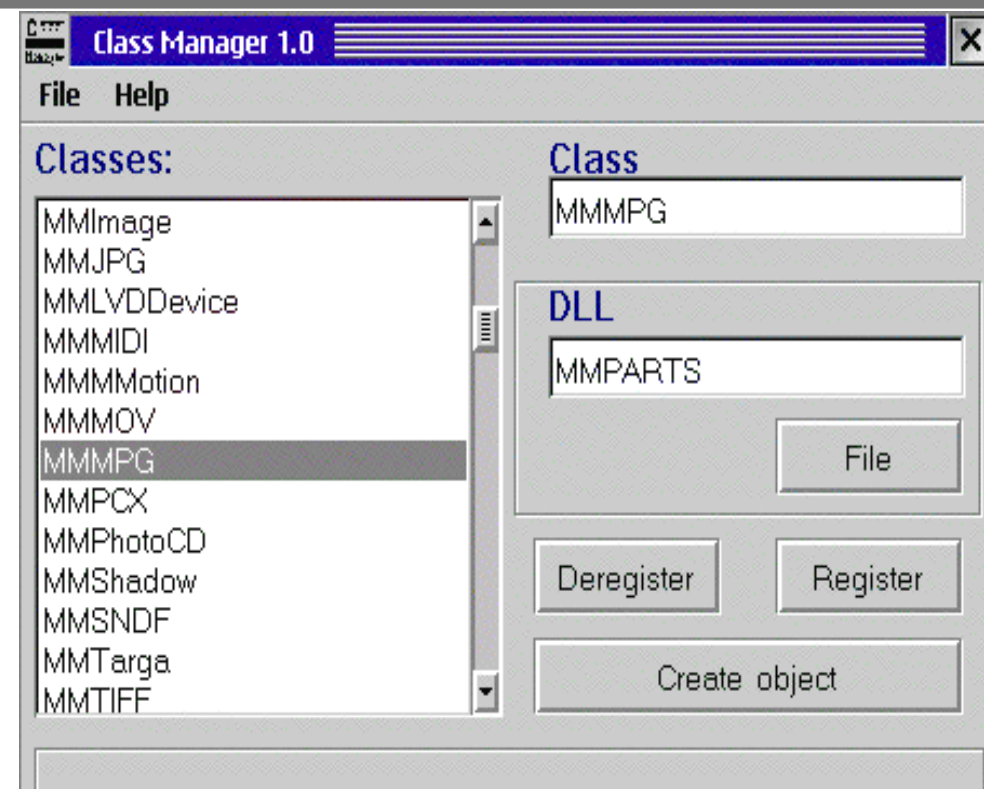 Class Manager 1.0
File Help
Classes:
MMImage
MMJPG
MMLVDDevice
MMMIDI
MMMMotion
MMMOV
MMMPG
MMPCX
MMPhotoCD
MMShadow
MMSNDF
MMTarga
MMTIFF
Class
MMMPG
DLL
MMPARTS
File
Deregister Register
Create object